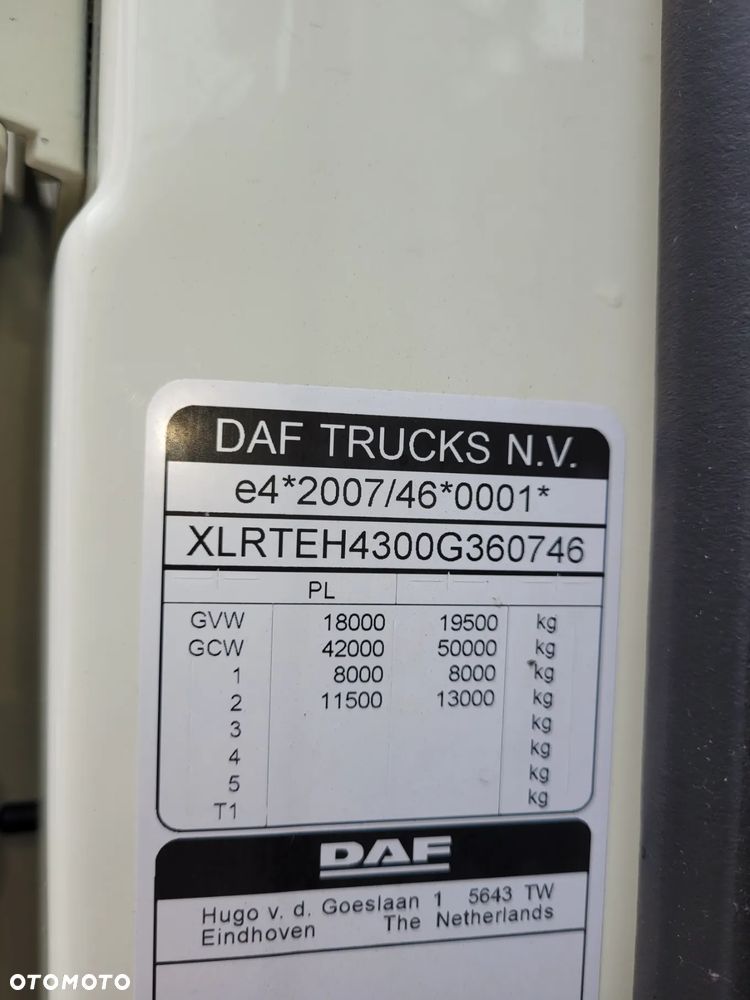 DAF TRUCKS N.V.
e4*2007/46*0001*
XLRTEH4300G360746
PL
GVW 18000 19500 kg
GCW 42000 50000 kg
1 8000 8000 kg
2 11500 13000 kg
3 kg
4 kg
5 kg
T1 kg
DAF
Hugo v. d. Goeslaan 1 5643 TW
Eindhoven The Netherlands
OTOMOTO